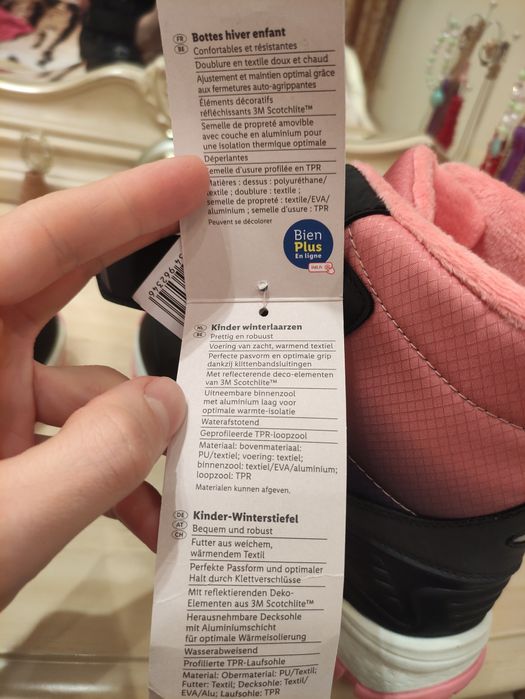 FR
BE
Bottes hiver enfant
Confortables et résistantes
Doublure en textile doux et chaud
Ajustement et maintien optimal grâce
aux fermetures auto-agrippantes
Éléments décoratifs
réfléchissants 3M Scotchlite™
Semelle de propreté amovible
avec couche en aluminium pour
une isolation thermique optimale
Déperlantes
Semelle d'usure profilée en TPR
Matières : dessus : polyuréthane/
textile ; doublure : textile ;
semelle de propreté : textile/EVA/
aluminium ; semelle d'usure : TPR
Peuvent se décolorer
Bien
Plus
En ligne
NL
BE
Kinder winterlaarzen
Prettig en robuust
Voering van zacht, warmend textiel
Perfecte pasvorm en optimale grip
dankzij klittenbandsluitingen
Met reflecterende deco-elementen
van 3M Scotchlite™
Uitneembare binnenzool
met aluminium laag voor
optimale warmte-isolatie
Waterafstotend
Geprofileerde TPR-loopzool
Materiaal: bovenmateriaal:
PU/textiel; voering: textiel;
binnenzool: textiel/EVA/aluminium;
loopzool: TPR
Materialen kunnen afgeven.
DE
AT
CH
Kinder-Winterstiefel
Bequem und robust
Futter aus weichem,
wärmendem Textil
Perfekte Passform und optimaler
Halt durch Klettverschlüsse
Mit reflektierenden Deko-
Elementen aus 3M Scotchlite™
Herausnehmbare Decksohle
mit Aluminiumschicht
für optimale Wärmeisolierung
Wasserabweisend
Profilierte TPR-Laufsohle
Material: Obermaterial: PU/Textil;
Futter: Textil; Decksohle: Textil/
EVA/Alu; Laufsohle: TPR